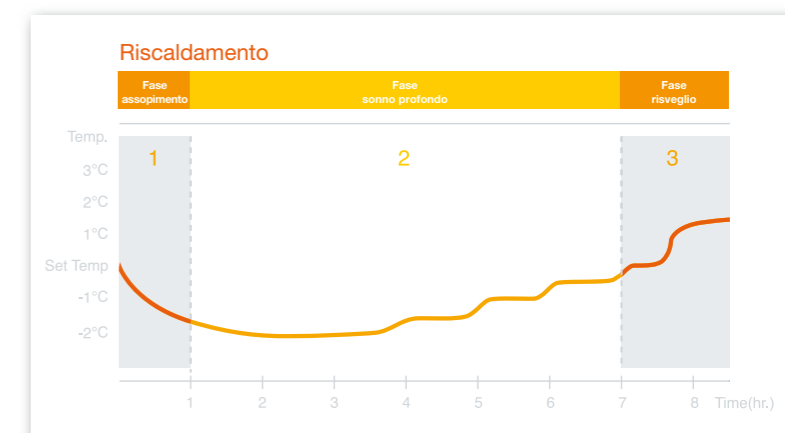 Riscaldamento
Fase
assopimento
Fase
sonno profondo
Fase
risveglio
Temp.
1
2
3
3°C
2°C
1°C
Set Temp
-1°C
-2°C
1 2 3 4 5 6 7 8 Time(hr.)